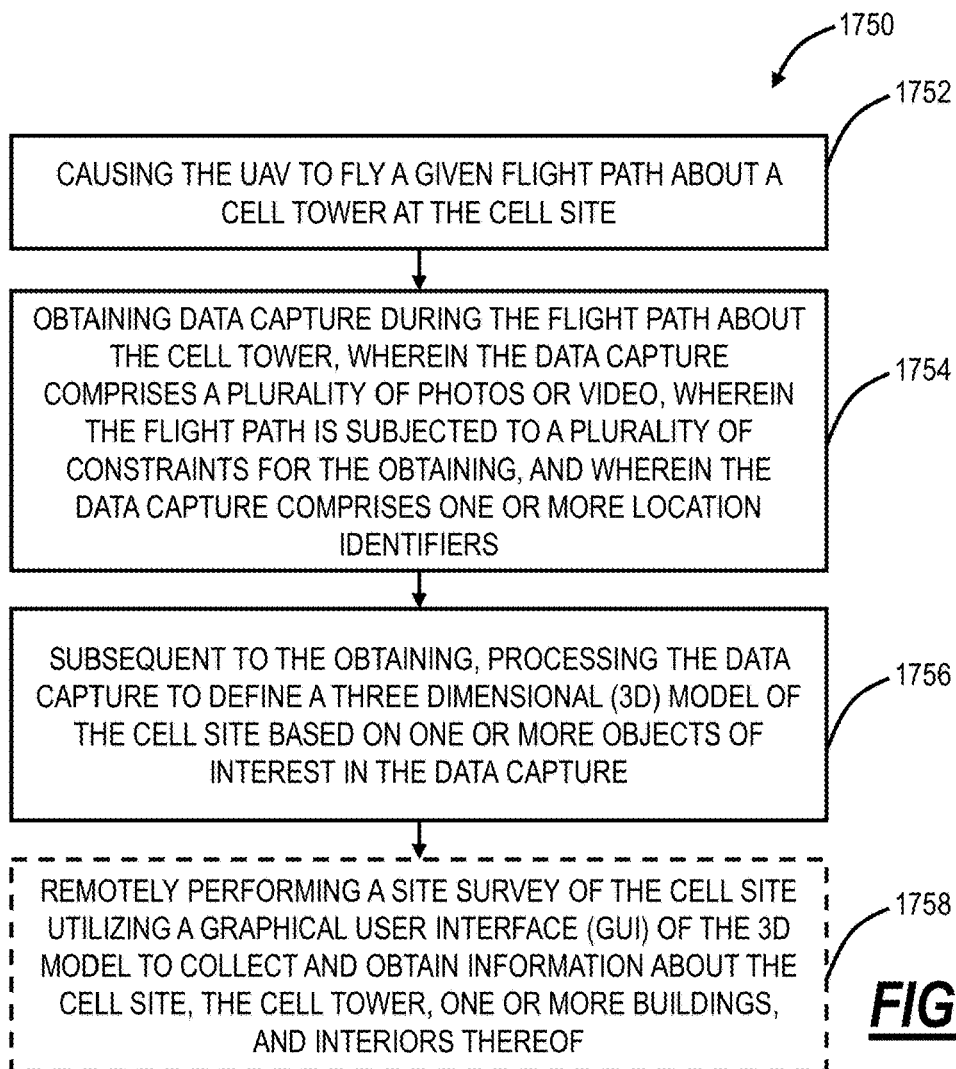 1750
1752
CAUSING THE UAV TO FLY A GIVEN FLIGHT PATH ABOUT A
CELL TOWER AT THE CELL SITE
OBTAINING DATA CAPTURE DURING THE FLIGHT PATH ABOUT
THE CELL TOWER, WHEREIN THE DATA CAPTURE
COMPRISES A PLURALITY OF PHOTOS OR VIDEO, WHEREIN
THE FLIGHT PATH IS SUBJECTED TO A PLURALITY OF
CONSTRAINTS FOR THE OBTAINING, AND WHEREIN THE
DATA CAPTURE COMPRISES ONE OR MORE LOCATION
IDENTIFIERS
1754
SUBSEQUENT TO THE OBTAINING, PROCESSING THE DATA
CAPTURE TO DEFINE A THREE DIMENSIONAL (3D) MODEL OF
THE CELL SITE BASED ON ONE OR MORE OBJECTS OF
INTEREST IN THE DATA CAPTURE
1756
REMOTELY PERFORMING A SITE SURVEY OF THE CELL SITE
UTILIZING A GRAPHICAL USER INTERFACE (GUI) OF THE 3D
MODEL TO COLLECT AND OBTAIN INFORMATION ABOUT THE
CELL SITE, THE CELL TOWER, ONE OR MORE BUILDINGS,
AND INTERIORS THEREOF
1758
FIG